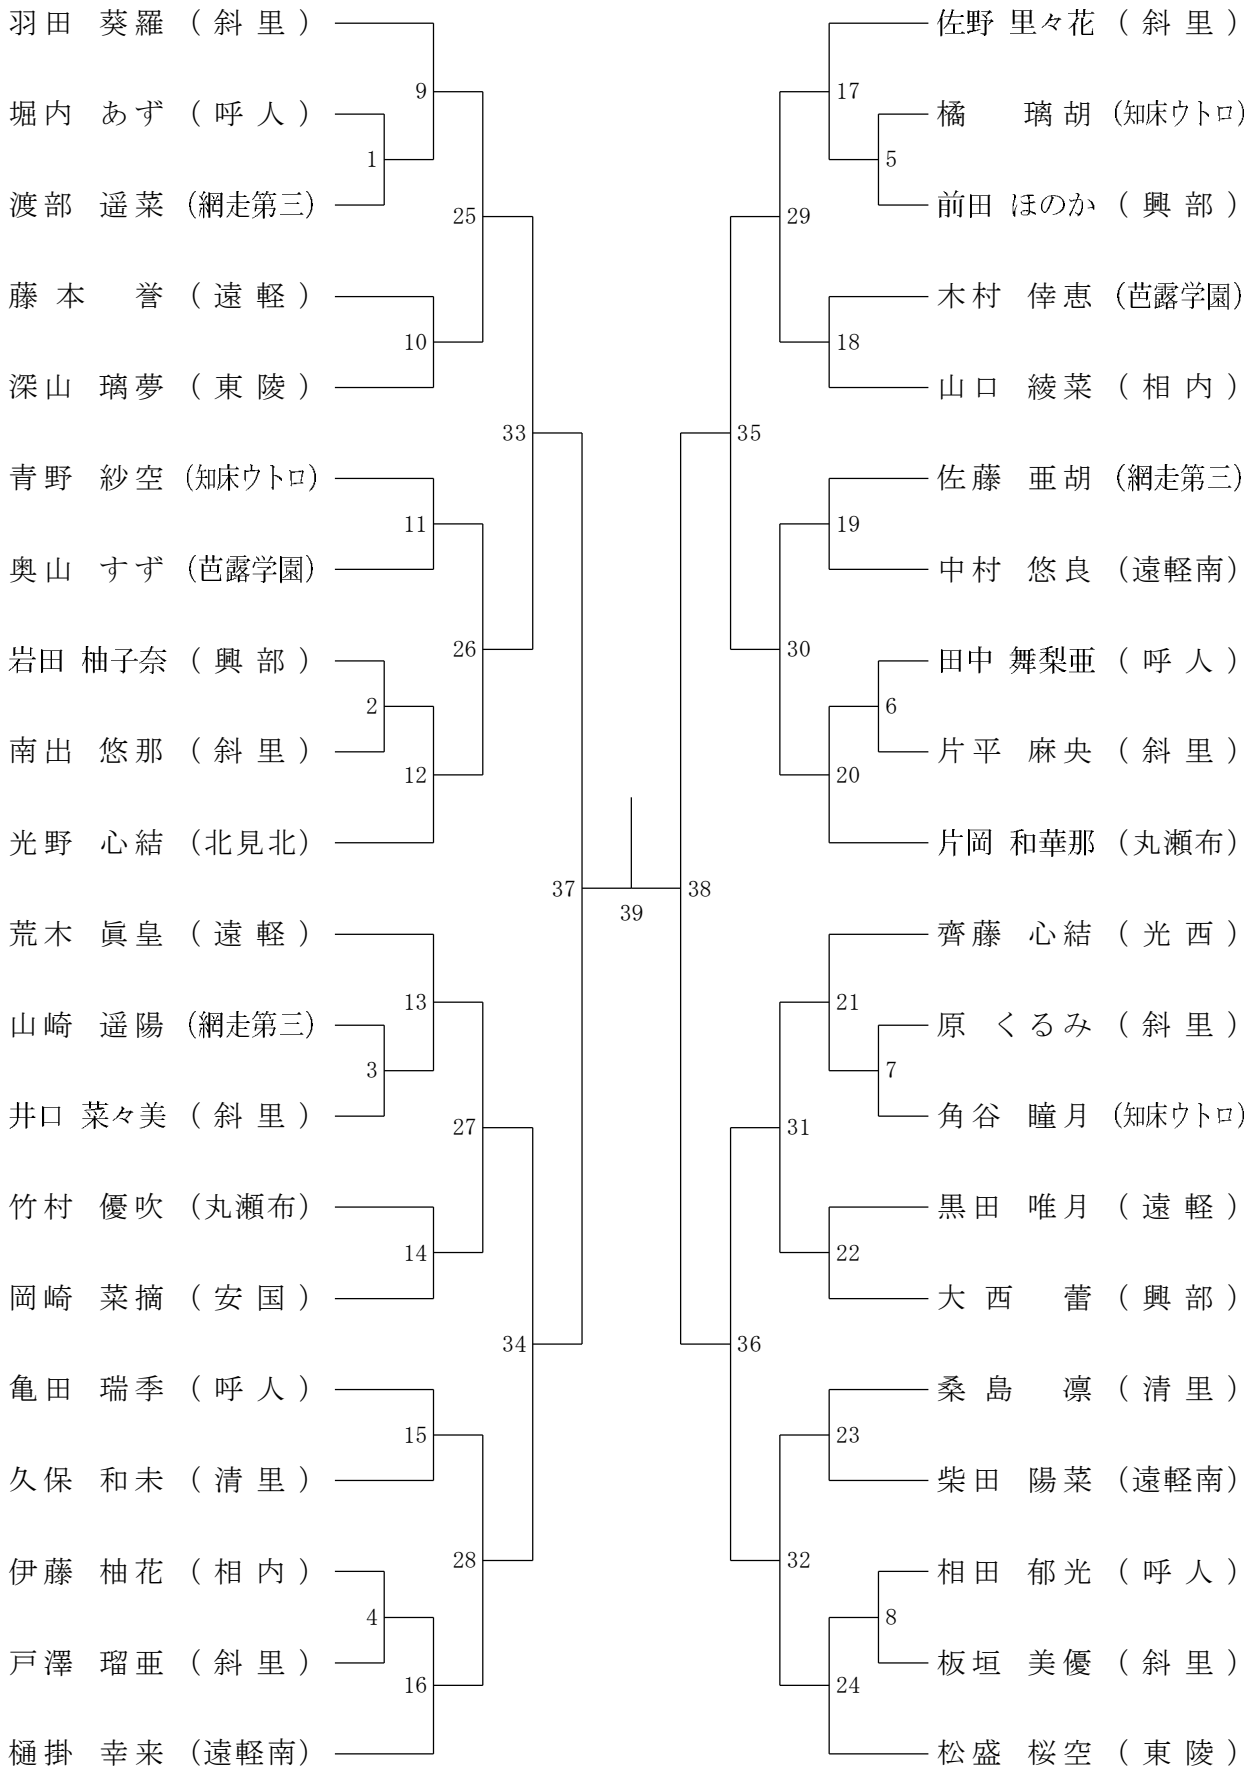 羽田 葵羅 （ 斜 里 ）
9
堀内 あず （ 呼 人 ）
1
渡部 遥菜 （網走第三）
25
藤本 誉 （ 遠 軽 ）
10
深山 璃夢 （ 東 陵 ）
33
青野 紗空 （知床ウトロ）
11
奥山 すず （芭露学園）
26
岩田 柚子奈 （ 興 部 ）
2
南出 悠那 （ 斜 里 ）
12
光野 心結 （北見北）
37
荒木 眞皇 （ 遠 軽 ）
13
山崎 遥陽 （網走第三）
3
井口 菜々美 （ 斜 里 ）
27
竹村 優吹 （丸瀬布）
14
岡崎 菜摘 （ 安 国 ）
34
亀田 瑞季 （ 呼 人 ）
15
久保 和未 （ 清 里 ）
28
伊藤 柚花 （ 相 内 ）
4
戸澤 瑠亜 （ 斜 里 ）
16
樋掛 幸来 （遠軽南）
39
佐野 里々花 （ 斜 里 ）
17
橘 璃胡 （知床ウトロ）
5
前田 ほのか （ 興 部 ）
29
木村 倖恵 （芭露学園）
18
山口 綾菜 （ 相 内 ）
35
佐藤 亜胡 （網走第三）
19
中村 悠良 （遠軽南）
30
田中 舞梨亜 （ 呼 人 ）
6
片平 麻央 （ 斜 里 ）
20
片岡 和華那 （丸瀬布）
38
齊藤 心結 （ 光 西 ）
21
原 くるみ （ 斜 里 ）
7
角谷 瞳月 （知床ウトロ）
31
黒田 唯月 （ 遠 軽 ）
22
大西 蕾 （ 興 部 ）
36
桑島 凛 （ 清 里 ）
23
柴田 陽菜 （遠軽南）
32
相田 郁光 （ 呼 人 ）
8
板垣 美優 （ 斜 里 ）
24
松盛 桜空 （ 東 陵 ）